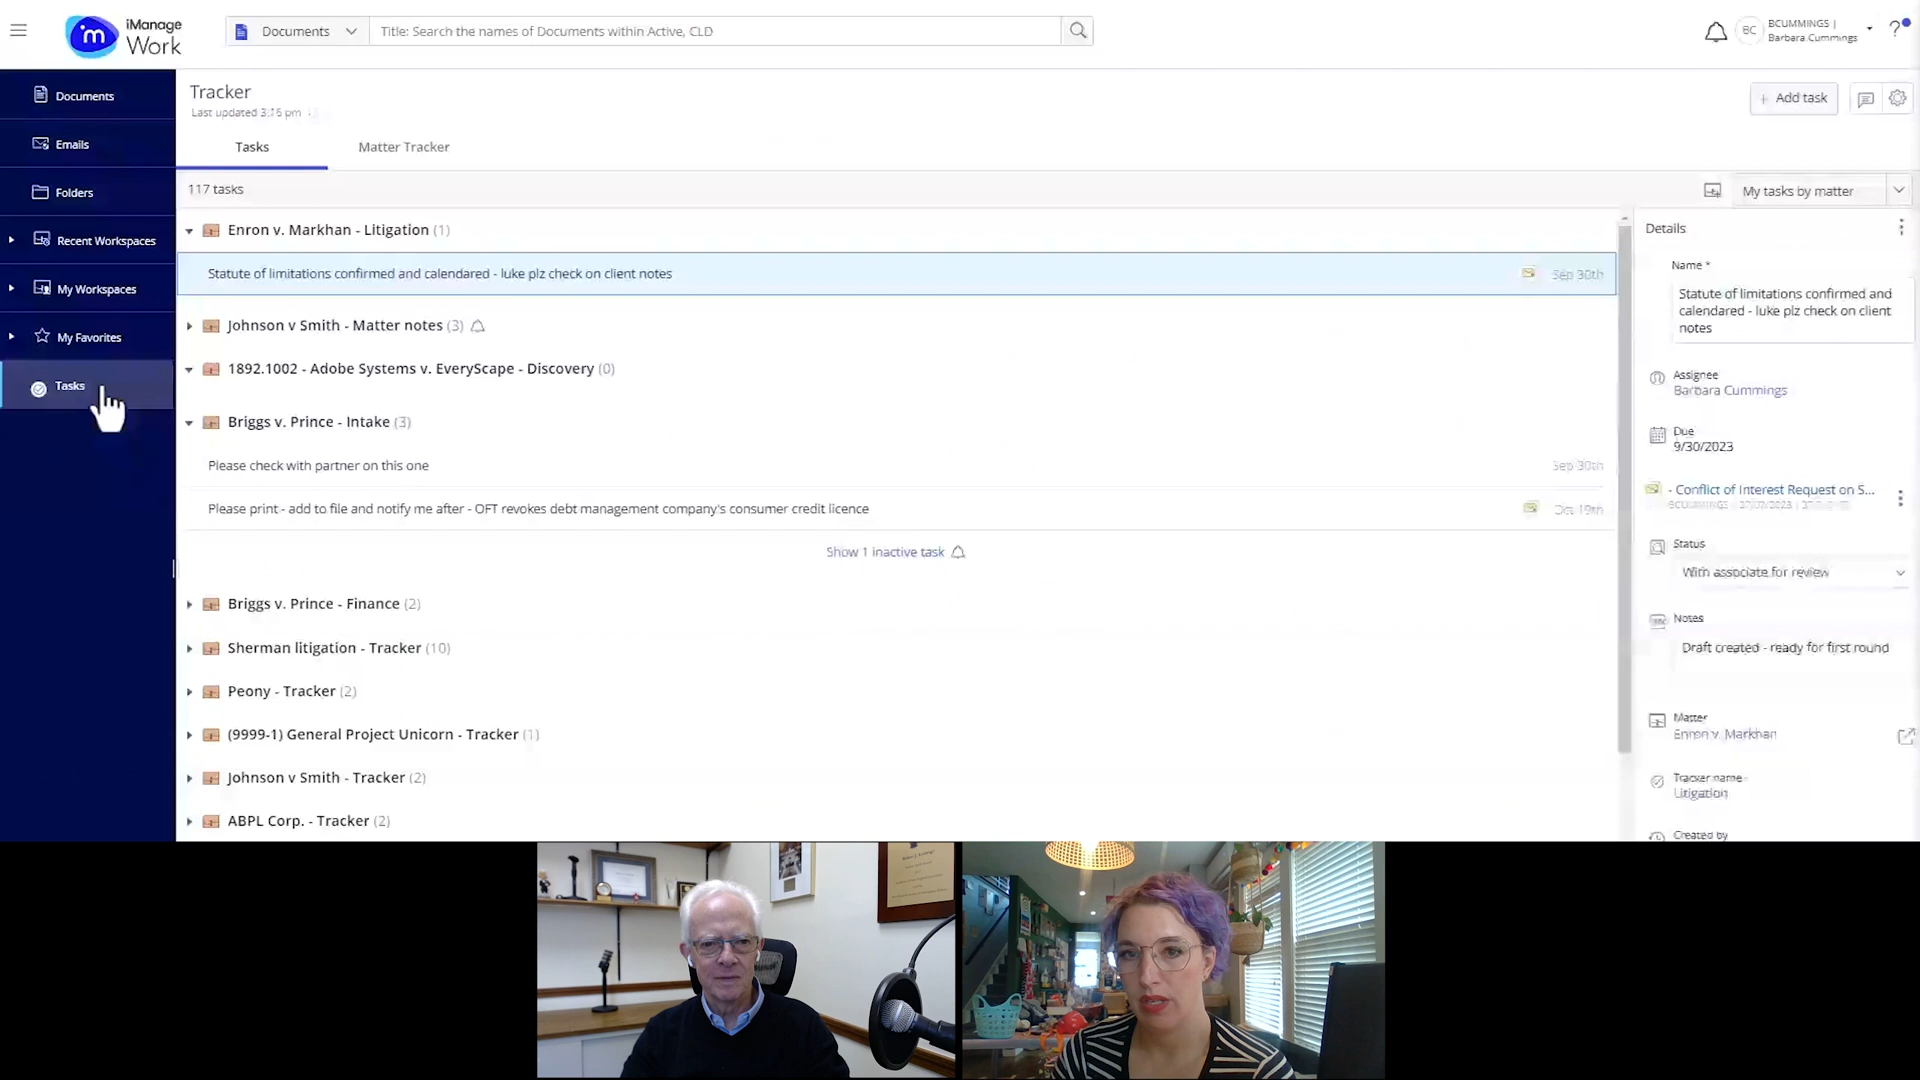 iManage
Work
Documents
Title: Search the names of Documents within Active, CLD
BC
BCUMMINGS |
Barbara.Cummings
?
Documents
Emails
Folders
Recent Workspaces
My Workspaces
My Favorites
Tasks
Tracker
Last updated 3:16 pm
+ Add task
Tasks
Matter Tracker
117 tasks
My tasks by matter
Enron v. Markhan - Litigation (1)
Statute of limitations confirmed and calendared - luke plz check on client notes
Sep 30th
Johnson v Smith - Matter notes (3)
1892.1002 - Adobe Systems v. EveryScape - Discovery (0)
Briggs v. Prince - Intake (3)
Please check with partner on this one
Sep 30th
Please print - add to file and notify me after - OFT revokes debt management company's consumer credit licence
Show 1 inactive task
Briggs v. Prince - Finance (2)
Sherman litigation - Tracker (10)
Peony - Tracker (2)
(9999-1) General Project Unicorn - Tracker (1)
Johnson v Smith - Tracker (2)
ABPL Corp. - Tracker (2)
Details
Name *
Statute of limitations confirmed and
calendared - luke plz check on client
notes
Assignee
Barbara Cummings
Due
9/30/2023
- Conflict of Interest Request on S...
BCUMMINGS
Status
With associate for review
Notes
Draft created - ready for first round
Matter
Enron v. Markhan
Tracker name
Litigation
Created by